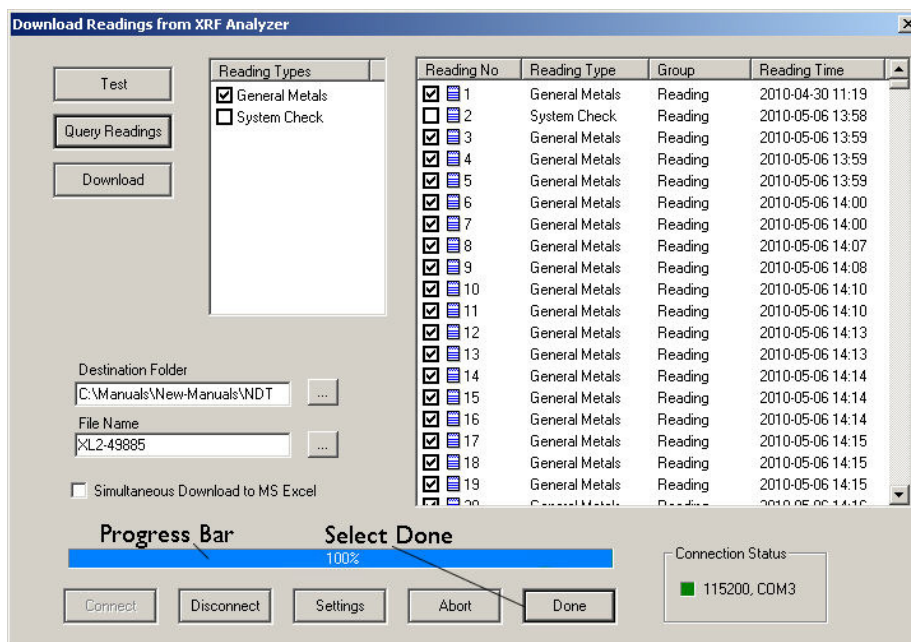 Download Readings from XRF Analyzer
Test
Query Readings
Download
Reading Types
General Metals
System Check
Reading No Reading Type Group Reading Time
1 General Metals Reading 2010-04-30 11:19
2 System Check Reading 2010-05-06 13:58
3 General Metals Reading 2010-05-06 13:59
4 General Metals Reading 2010-05-06 13:59
5 General Metals Reading 2010-05-06 13:59
6 General Metals Reading 2010-05-06 14:00
7 General Metals Reading 2010-05-06 14:00
8 General Metals Reading 2010-05-06 14:07
9 General Metals Reading 2010-05-06 14:08
10 General Metals Reading 2010-05-06 14:10
11 General Metals Reading 2010-05-06 14:10
12 General Metals Reading 2010-05-06 14:13
13 General Metals Reading 2010-05-06 14:13
14 General Metals Reading 2010-05-06 14:14
15 General Metals Reading 2010-05-06 14:14
16 General Metals Reading 2010-05-06 14:14
17 General Metals Reading 2010-05-06 14:15
18 General Metals Reading 2010-05-06 14:15
19 General Metals Reading 2010-05-06 14:15
Destination Folder
C:\Manuals\New-Manuals\NDT ...
File Name
XL2-49885 ...
Simultaneous Download to MS Excel
Progress Bar Select Done
100%
Connect Disconnect Settings Abort Done
Connection Status
115200, COM3